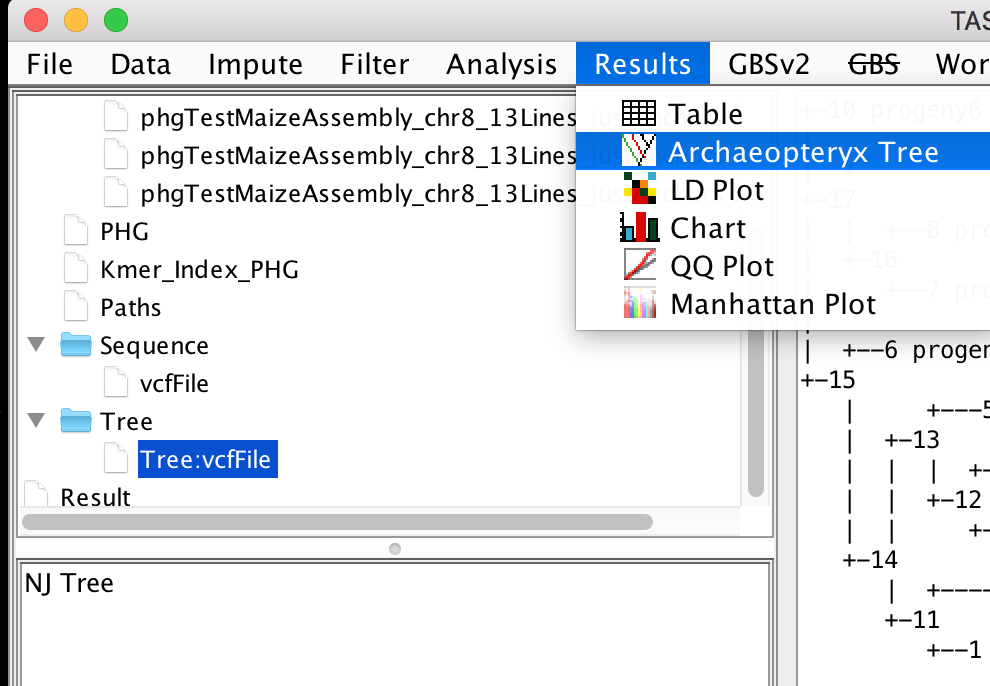 TAS
File Data Impute Filter Analysis Results GBSv2 GBS Wor
phgTestMaizeAssembly_chr8_13Lines
phgTestMaizeAssembly_chr8_13Lines
phgTestMaizeAssembly_chr8_13Lines
PHG
Kmer_Index_PHG
Paths
Sequence
vcfFile
Tree
Tree:vcfFile
Result
NJ Tree
Table
Archaeopteryx Tree
LD Plot
Chart
QQ Plot
Manhattan Plot
+-10 progeny6
+-17
| | +--8 pro
+-16
+--7 pro
|
| +--6 progen
+-15
| +---5
| +-13
| | | +-
| | +-12
| | +-
+-14
| +----
+-11
+--1